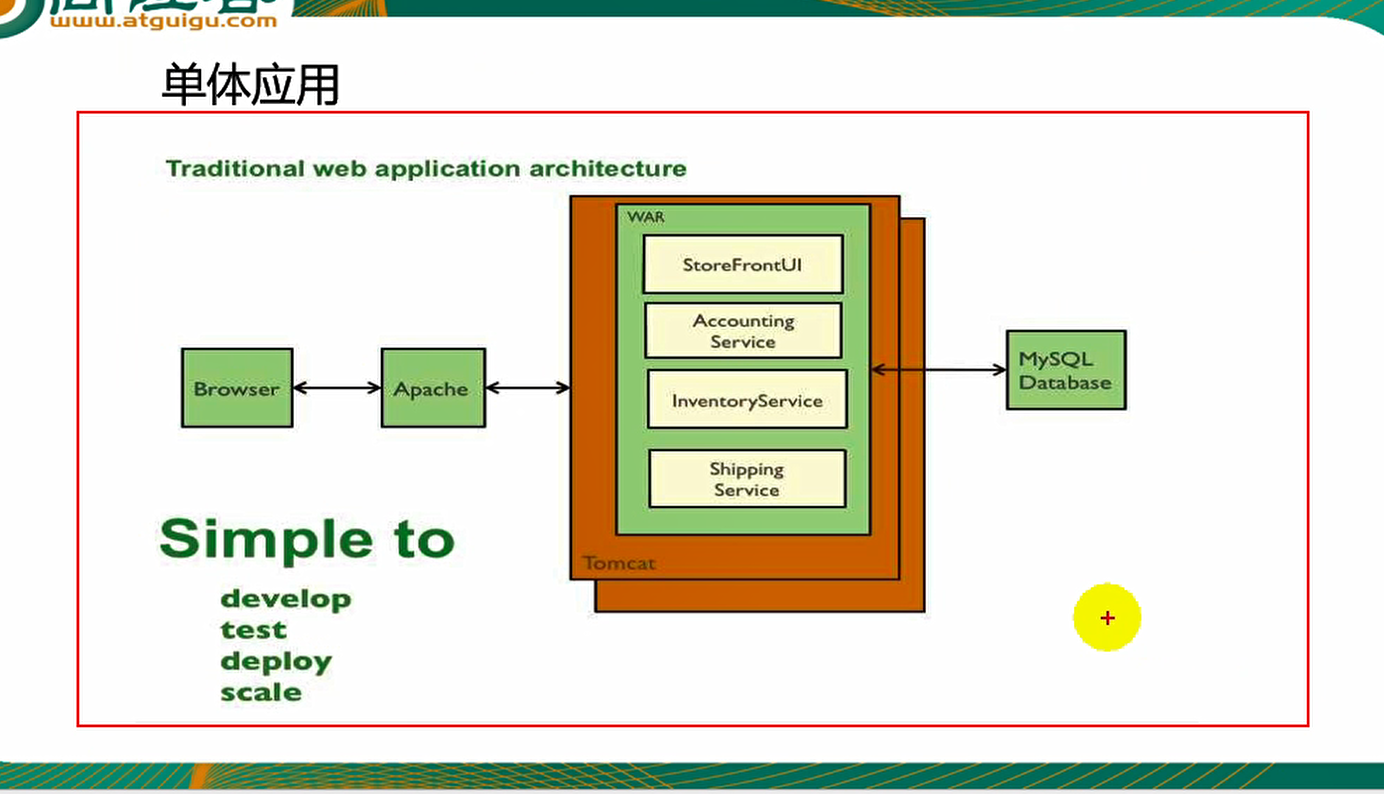 www.atguigu.com
单体应用
Traditional web application architecture
WAR
StoreFrontUI
Accounting
Service
InventoryService
Shipping
Service
Tomcat
Browser
Apache
MySQL
Database
Simple to
develop
test
deploy
scale